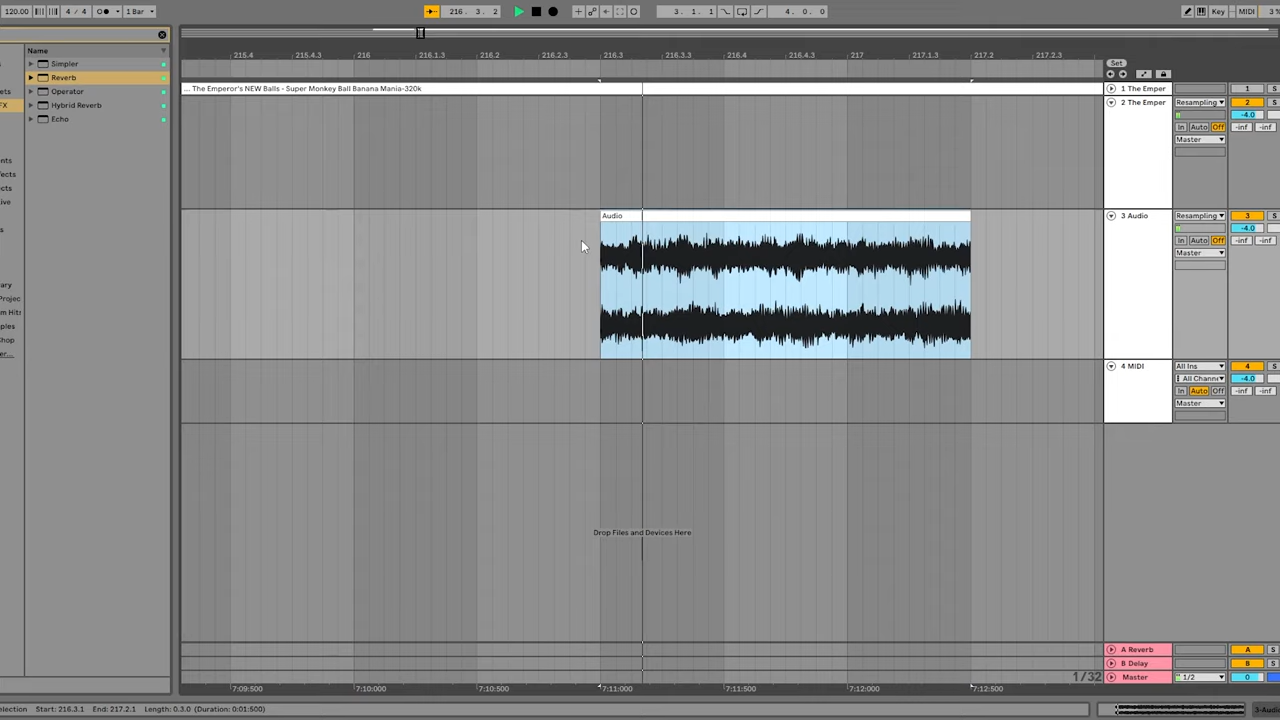 120.00 4 / 4 1 Bar 216. 3. 2 3. 1. 1 4. 0. 0 Key MIDI
215.4 215.4.3 216 216.1.3 216.2 216.2.3 216.3 216.3.3 216.4 216.4.3 217 217.1.3 217.2 217.2.3
Name
Simpler
Reverb
Operator
Hybrid Reverb
Echo
Set
... The Emperor's NEW Balls - Super Monkey Ball Banana Mania-320k
1 The Emper 1 S
2 The Emper Resampling 2 S
-4.0
In Auto Off -inf -inf
Master
Audio
3 Audio Resampling 3 S
-4.0
In Auto Off -inf -inf
Master
4 MIDI All Ins 4 S
All Chann -4.0
In Auto Off -inf -inf
Master
Drop Files and Devices Here
A Reverb A S
B Delay B S
Master 1/2 0
1/32
7:09:500 7:10:000 7:10:500 7:11:000 7:11:500 7:12:000 7:12:500
election Start: 216.3.1 End: 217.2.1 Length: 0.3.0 (Duration: 0:01:500)
3-Audio